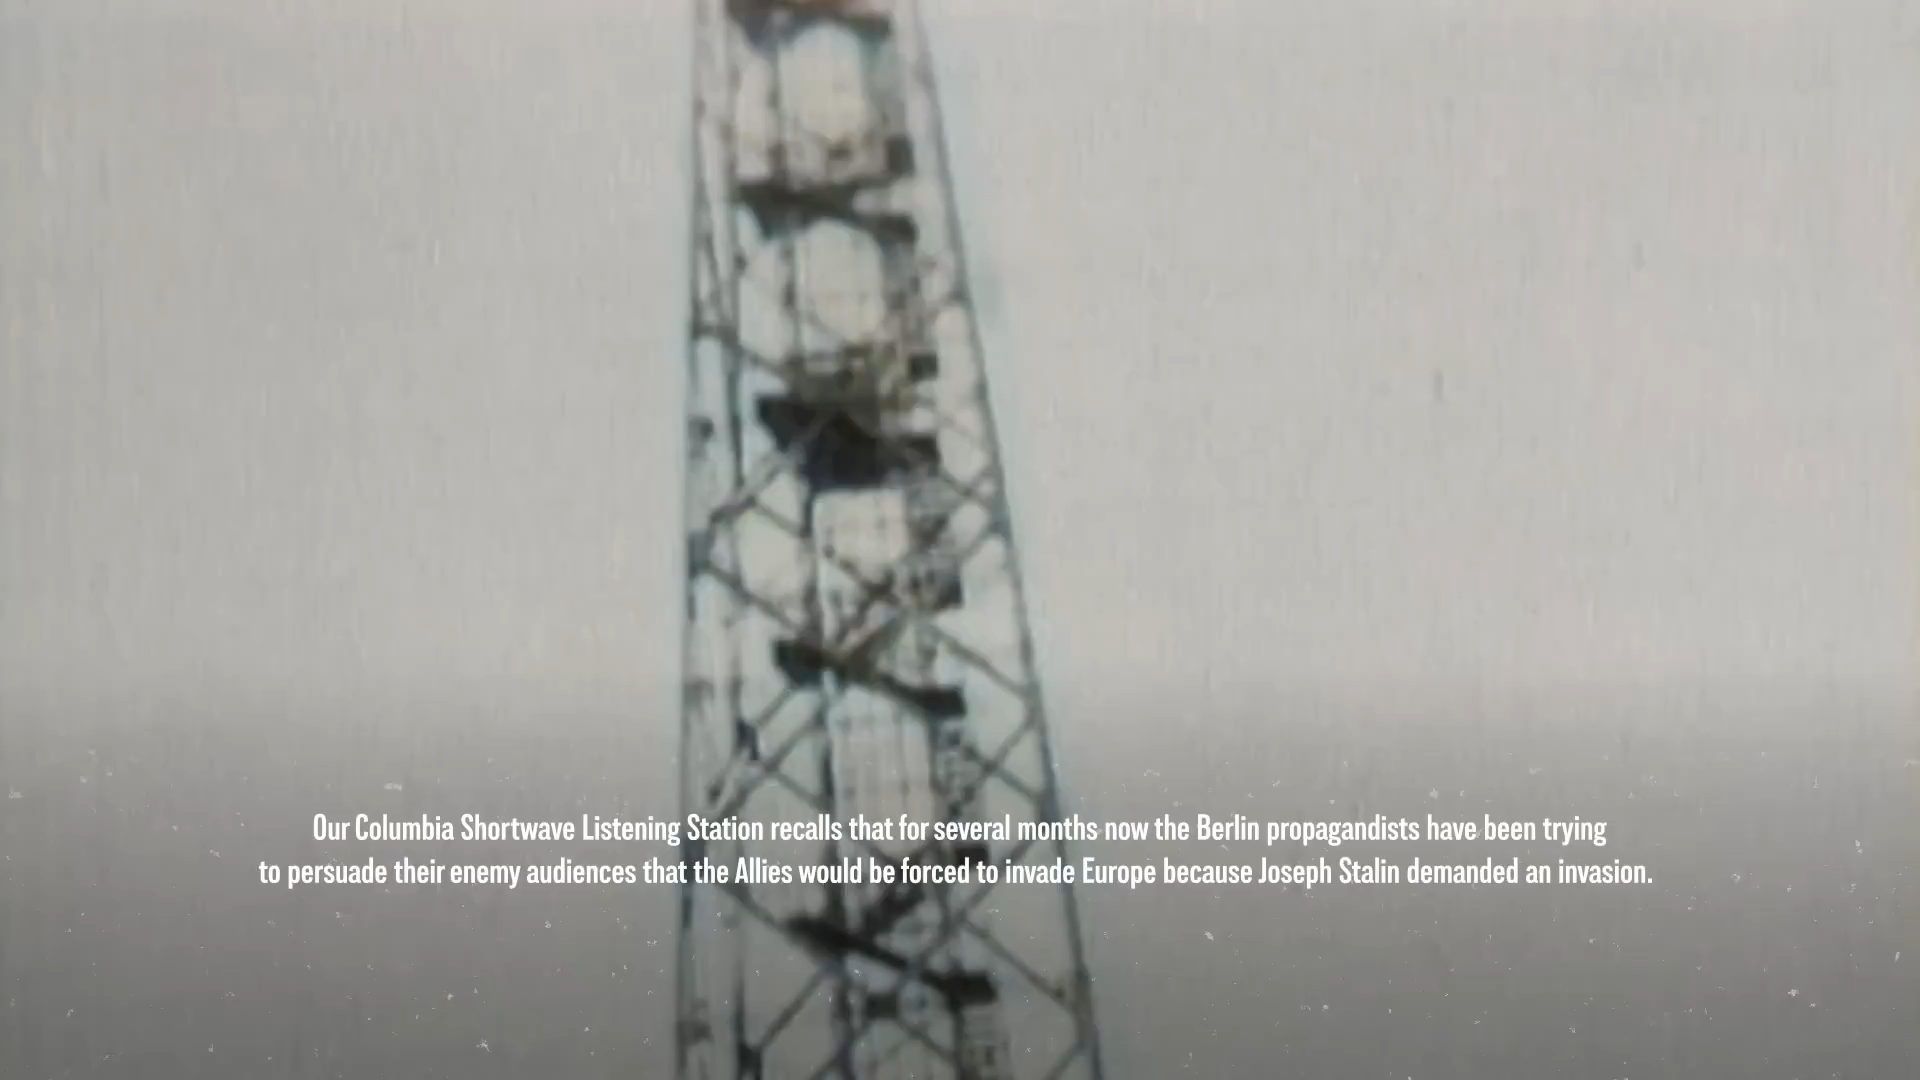 Our Columbia Shortwave Listening Station recalls that for several months now the Berlin propagandists have been trying
to persuade their enemy audiences that the Allies would be forced to invade Europe because Joseph Stalin demanded an invasion.